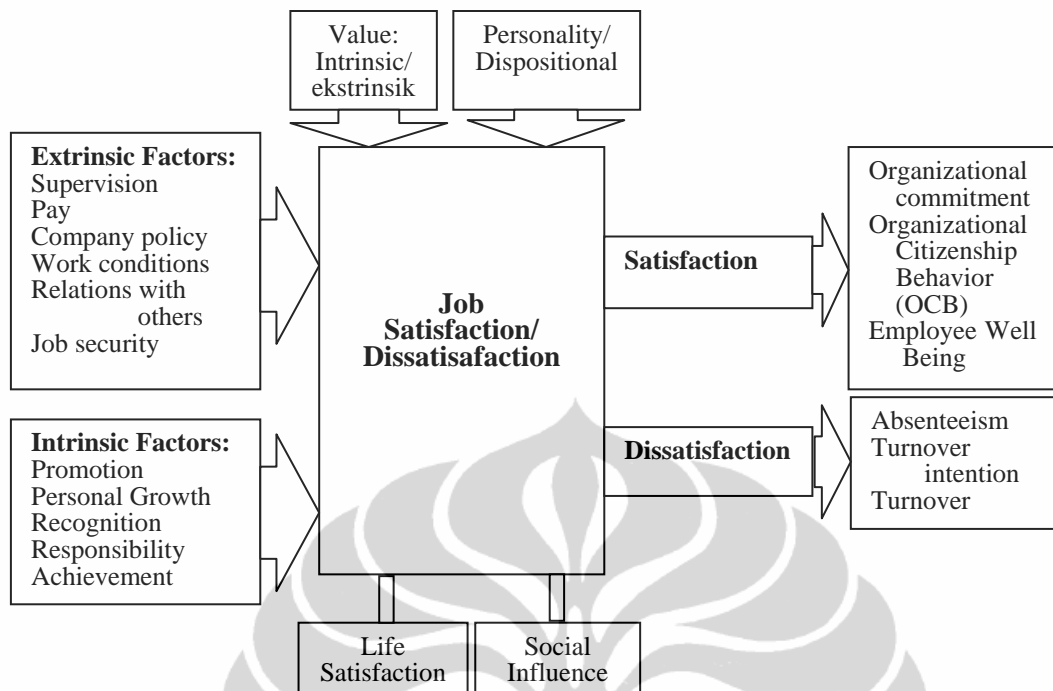 Value:
Intrinsic/
ekstrinsik
Personality/
Dispositional
Extrinsic Factors:
Supervision
Pay
Company policy
Work conditions
Relations with
others
Job security
Intrinsic Factors:
Promotion
Personal Growth
Recognition
Responsibility
Achievement
Job
Satisfaction/
Dissatisafaction
Satisfaction
Dissatisfaction
Organizational
commitment
Organizational
Citizenship
Behavior
(OCB)
Employee Well
Being
Absenteeism
Turnover
intention
Turnover
Life
Satisfaction
Social
Influence